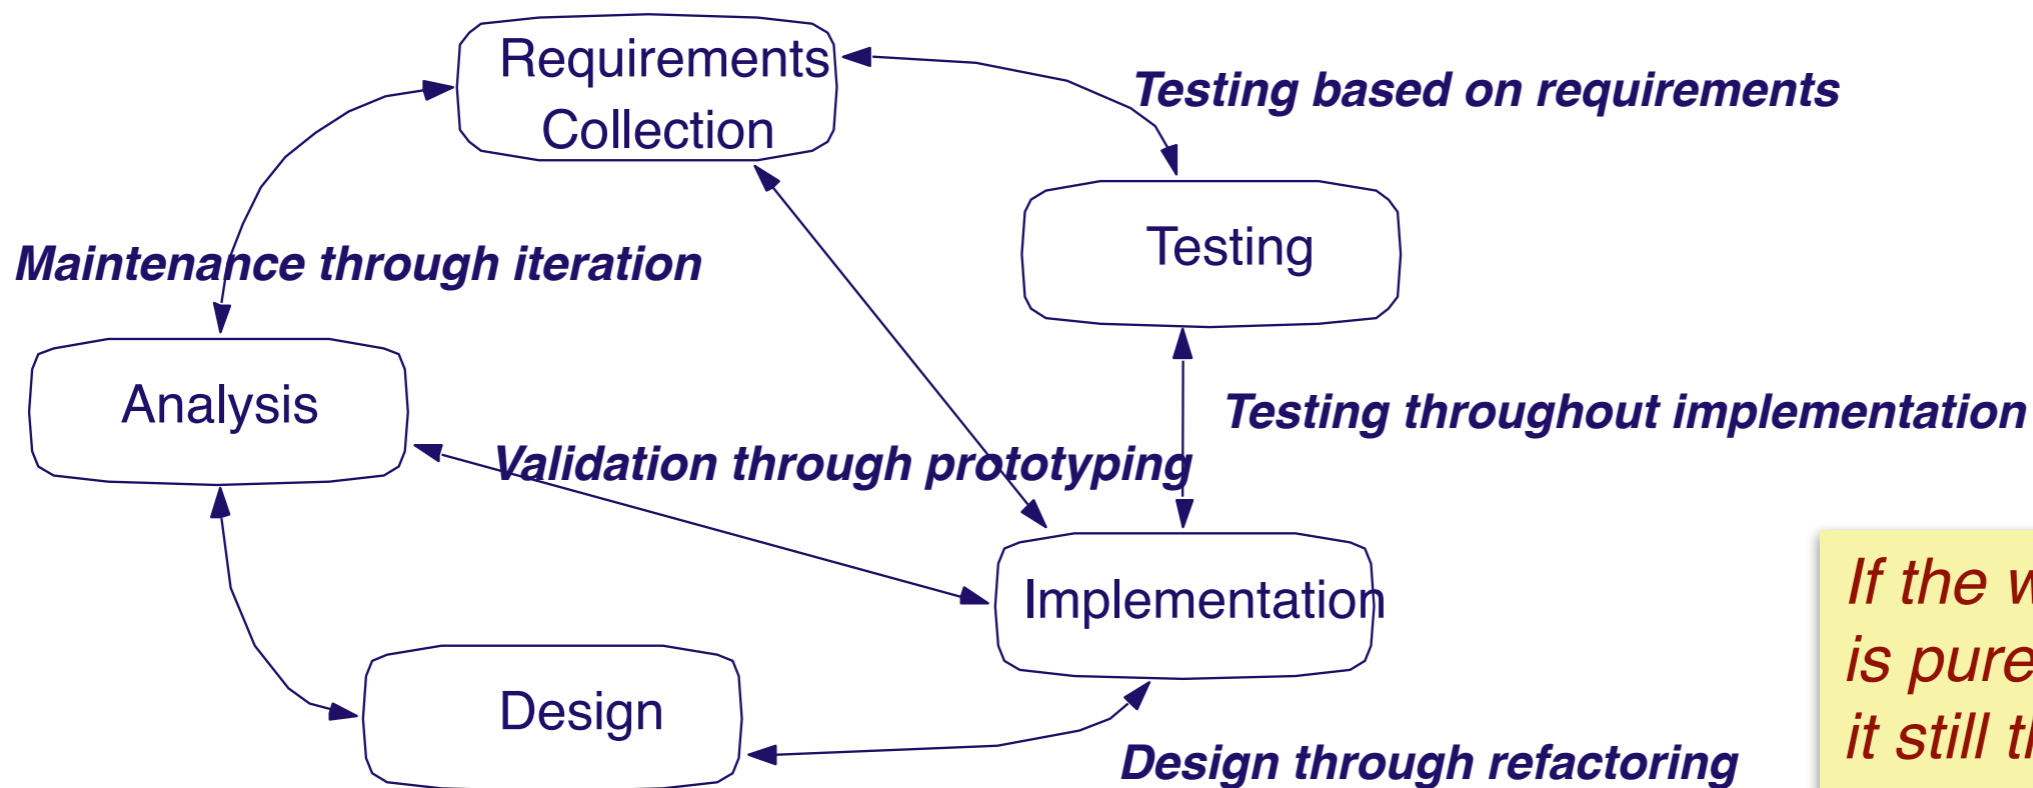 Requirements
Collection
Testing based on requirements
Testing
Maintenance through iteration
Analysis
Testing throughout implementation
Validation through prototyping
Implementation
If the
is pure
it still
Design
Design through refactoring